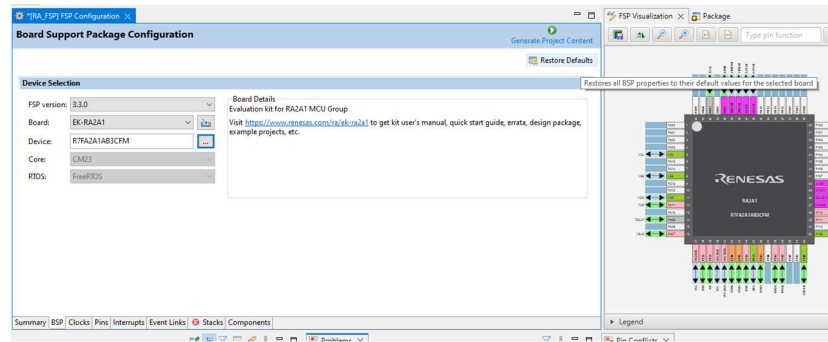 *[RA_FSP] FSP Configuration
Board Support Package Configuration
Generate Project Content
Restore Defaults
Device Selection
FSP version: 3.3.0
Board: EK-RA2A1
Device: R7FA2A1AB3CFM
...
Core: CM23
RTOS: FreeRTOS
Board Details
Evaluation kit for RA2A1 MCU Group
Visit https://www.renesas.com/ra/ek-ra2a1 to get kit user's manual, quick start guide, errata, design package,
example projects, etc.
Summary BSP Clocks Pins Interrupts Event Links Stacks Components
Problems
FSP Visualization Package
Type pin function
Restores all BSP properties to their default values for the selected board
RENESAS
RA2A1
R7FA2A1AB3CFM
Legend
Pin Conflicts